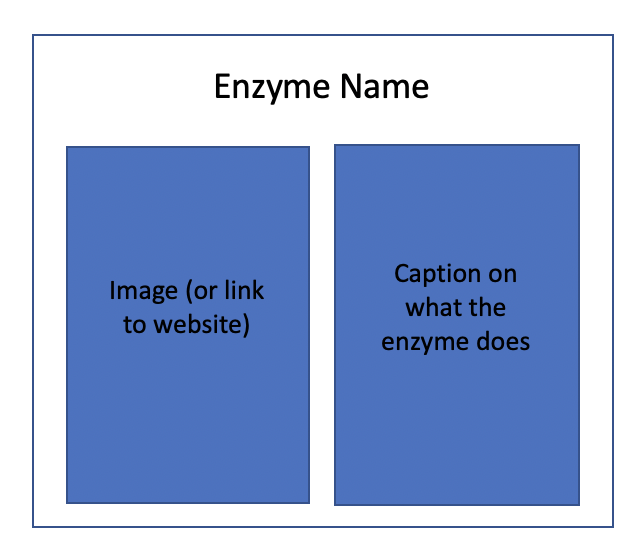 Enzyme Name
Image (or link
to website)
Caption on
what the
enzyme does